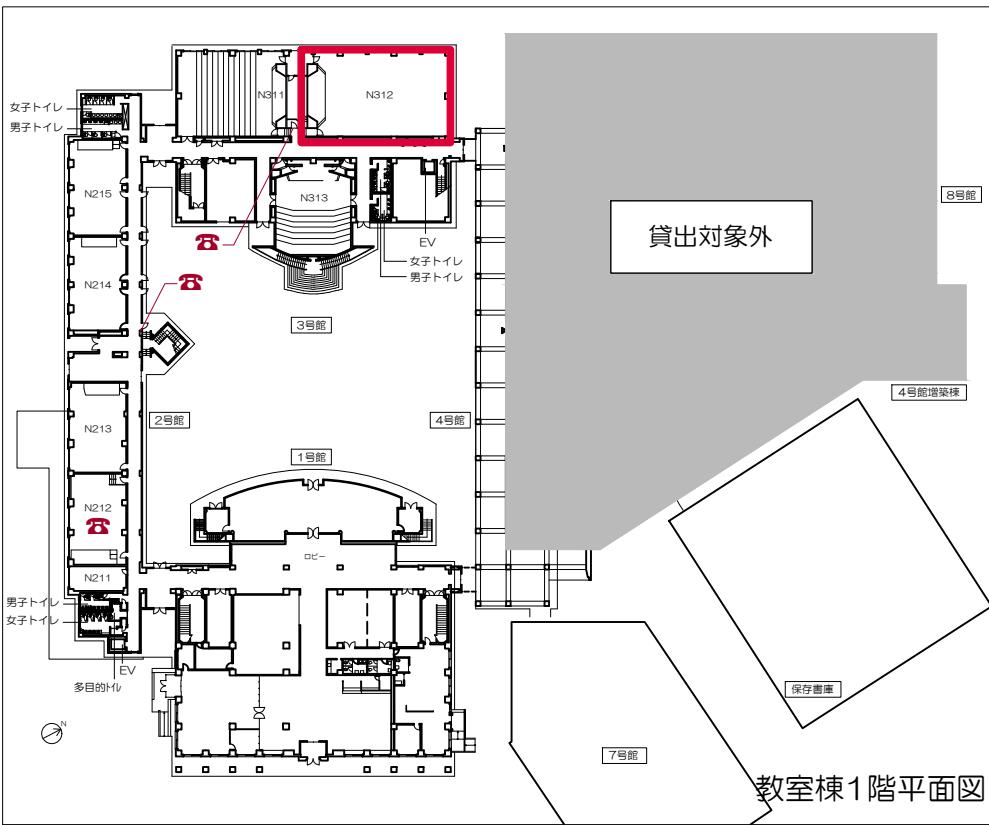 N311
N312
女子トイレ
男子トイレ
N215
N313
8号館
貸出対象外
EV
女子トイレ
男子トイレ
N214
3号館
4号館増築棟
N213
2号館
4号館
1号館
N212
ロビー
N211
男子トイレ
女子トイレ
EV
多目的トイレ
保存書庫
N
7号館
教室棟1階平面図